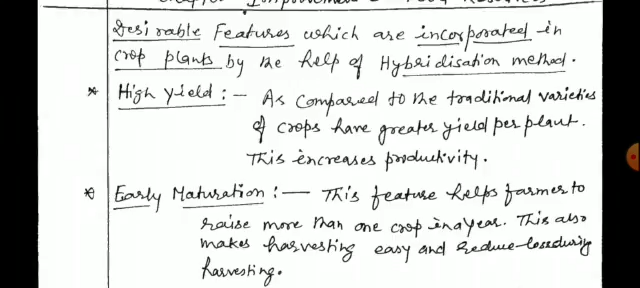 Desirable Features which are incorporated in
crop plants by the help of Hybridisation method.
* High Yield :- As compared to the traditional varieties
of crops have greater yield per plant.
This increases productivity.
* Early Maturation :- This feature helps farmer to
raise more than one crop in a year. This also
makes harvesting easy and reduce loss during
harvesting.